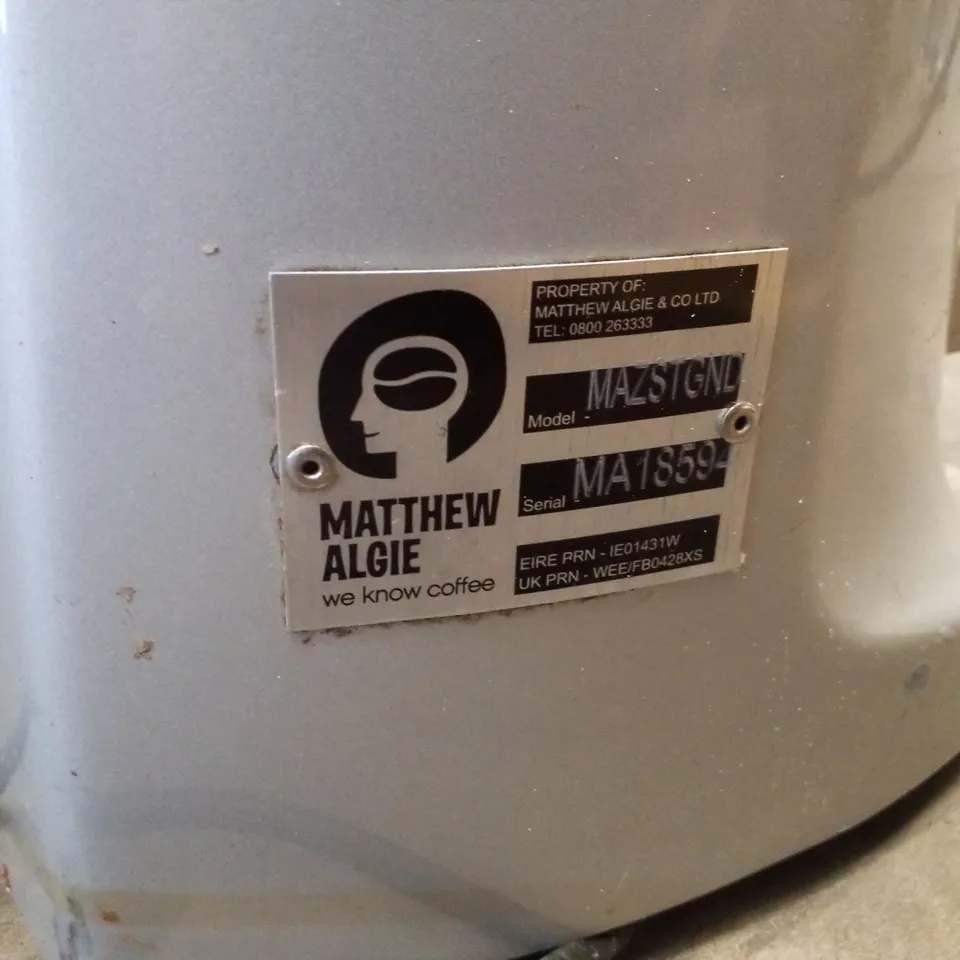 MATTHEW
ALGIE
we know coffee
PROPERTY OF:
MATTHEW ALGIE & CO LTD
TEL: 0800 263333
Model - MAZSTGND
Serial - MA18594
EIRE PRN - IE01431W
UK PRN - WEE/FB0428XS